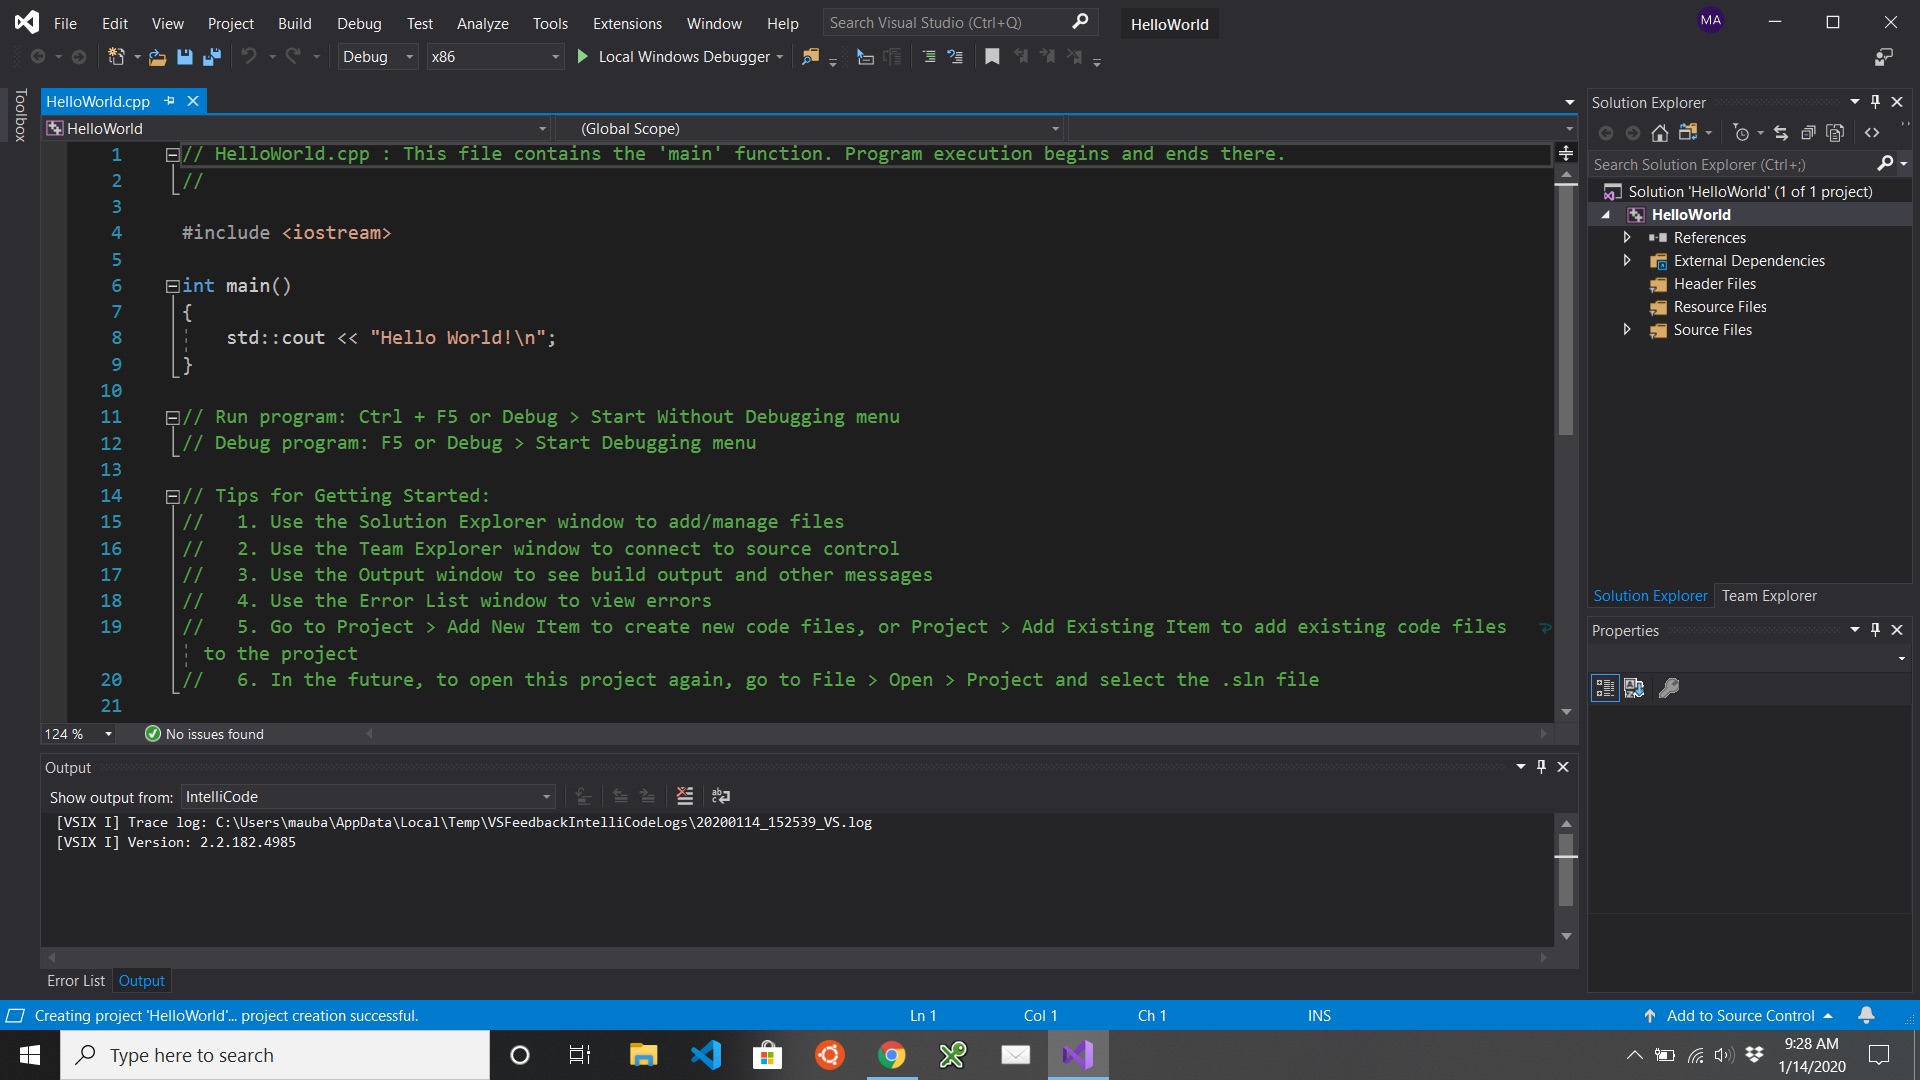 File Edit View Project Build Debug Test Analyze Tools Extensions Window Help Search Visual Studio (Ctrl+Q) HelloWorld MA
Debug x86 Local Windows Debugger
Toolbox
HelloWorld.cpp
HelloWorld (Global Scope)
1 // HelloWorld.cpp : This file contains the 'main' function. Program execution begins and ends there.
2 //
3
4 #include <iostream>
5
6 int main()
7 {
8 std::cout << "Hello World!\n";
9 }
10
11 // Run program: Ctrl + F5 or Debug > Start Without Debugging menu
12 // Debug program: F5 or Debug > Start Debugging menu
13
14 // Tips for Getting Started:
15 //   1. Use the Solution Explorer window to add/manage files
16 //   2. Use the Team Explorer window to connect to source control
17 //   3. Use the Output window to see build output and other messages
18 //   4. Use the Error List window to view errors
19 //   5. Go to Project > Add New Item to create new code files, or Project > Add Existing Item to add existing code files
to the project
20 //   6. In the future, to open this project again, go to File > Open > Project and select the .sln file
21
124 % No issues found
Output
Show output from: IntelliCode
[VSIX I] Trace log: C:\Users\mauba\AppData\Local\Temp\VSFeedbackIntelliCodeLogs\20200114_152539_VS.log
[VSIX I] Version: 2.2.182.4985
Error List Output
Solution Explorer
Search Solution Explorer (Ctrl+;)
Solution 'HelloWorld' (1 of 1 project)
HelloWorld
References
External Dependencies
Header Files
Resource Files
Source Files
Solution Explorer Team Explorer
Properties
Creating project 'HelloWorld'... project creation successful. Ln 1 Col 1 Ch 1 INS Add to Source Control
Type here to search
9:28 AM
1/14/2020